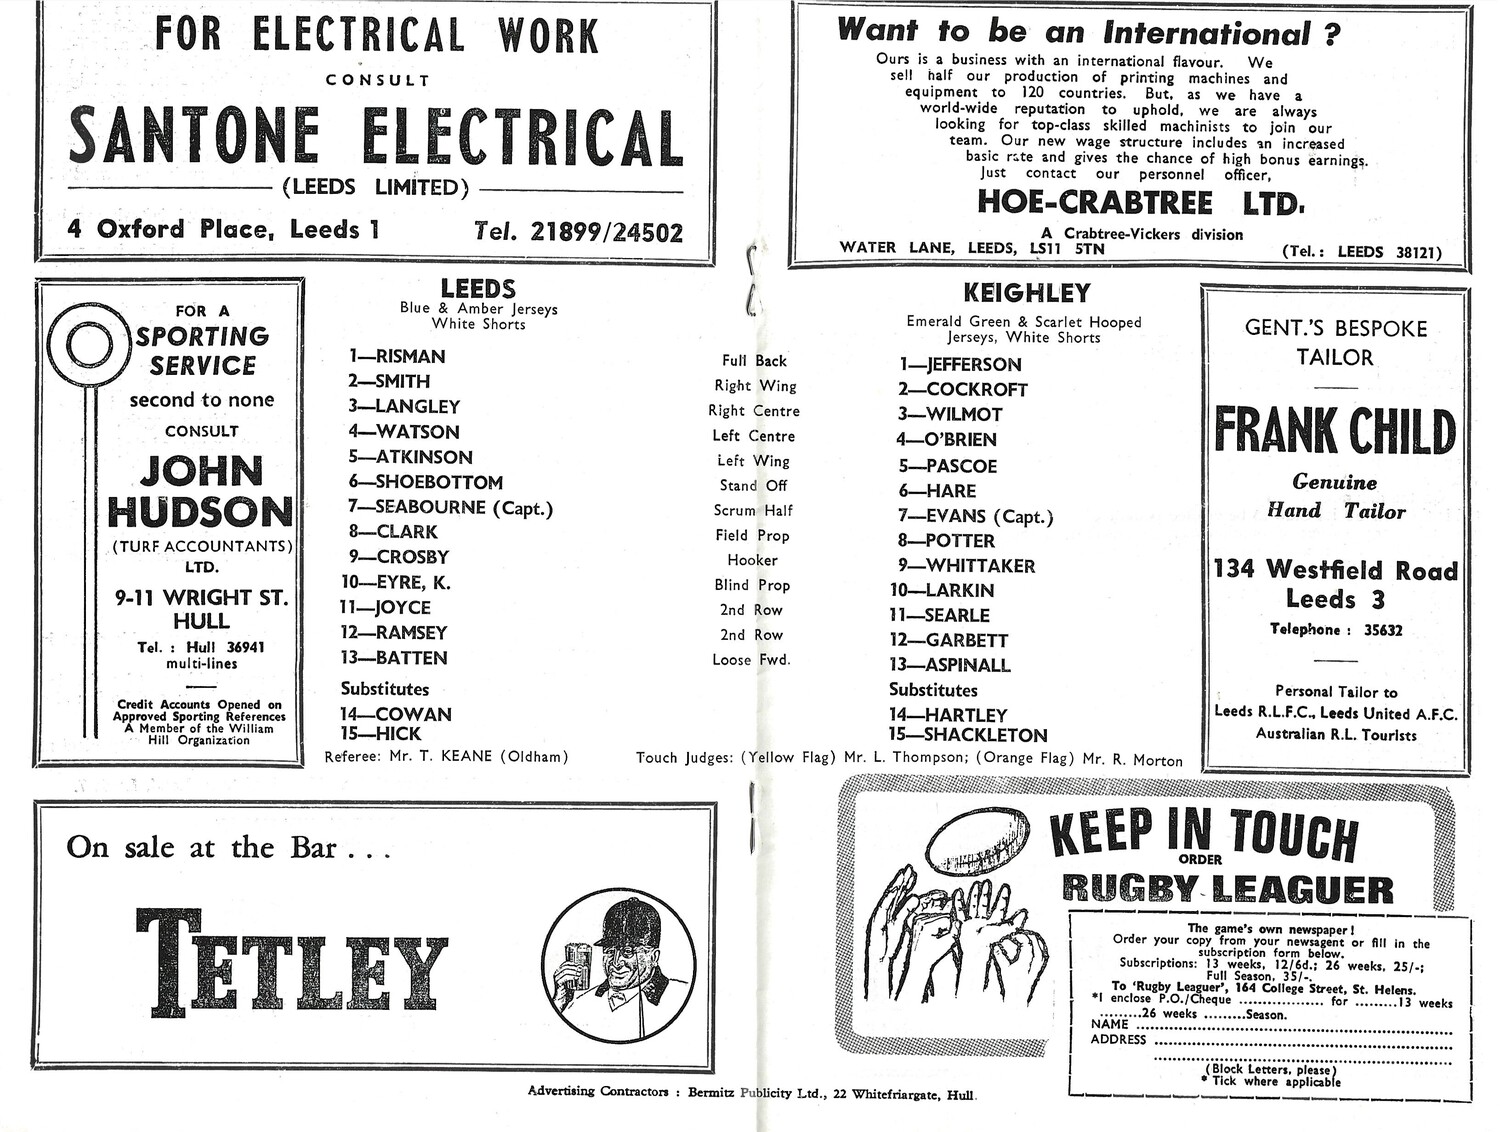 FOR ELECTRICAL WORK
CONSULT
SANTONE ELECTRICAL
(LEEDS LIMITED)
4 Oxford Place, Leeds 1 Tel. 21899/24502
Want to be an International ?
Ours is a business with an international flavour. We
sell half our production of printing machines and
equipment to 120 countries. But, as we have a
world-wide reputation to uphold, we are always
looking for top-class skilled machinists to join our
team. Our new wage structure includes an increased
basic rate and gives the chance of high bonus earnings.
Just contact our personnel officer,
HOE-CRABTREE LTD.
A Crabtree-Vickers division
WATER LANE, LEEDS, LS11 5TN (Tel.: LEEDS 38121)
FOR A
SPORTING
SERVICE
second to none
CONSULT
JOHN
HUDSON
(TURF ACCOUNTANTS)
LTD.
9-11 WRIGHT ST.
HULL
Tel. : Hull 36941
multi-lines
Credit Accounts Opened on
Approved Sporting References
A Member of the William
Hill Organization
LEEDS
Blue & Amber Jerseys
White Shorts
1—RISMAN
2—SMITH
3—LANGLEY
4—WATSON
5—ATKINSON
6—SHOEBOTTOM
7—SEABOURNE (Capt.)
8—CLARK
9—CROSBY
10—EYRE, K.
11—JOYCE
12—RAMSEY
13—BATTEN
Substitutes
14—COWAN
15—HICK
Full Back
Right Wing
Right Centre
Left Centre
Left Wing
Stand Off
Scrum Half
Field Prop
Hooker
Blind Prop
2nd Row
2nd Row
Loose Fwd.
KEIGHLEY
Emerald Green & Scarlet Hooped
Jerseys, White Shorts
1—JEFFERSON
2—COCKROFT
3—WILMOT
4—O'BRIEN
5—PASCOE
6—HARE
7—EVANS (Capt.)
8—POTTER
9—WHITTAKER
10—LARKIN
11—SEARLE
12—GARBETT
13—ASPINALL
Substitutes
14—HARTLEY
15—SHACKLETON
Referee: Mr. T. KEANE (Oldham) Touch Judges: (Yellow Flag) Mr. L. Thompson; (Orange Flag) Mr. R. Morton
GENT.'S BESPOKE
TAILOR
FRANK CHILD
Genuine
Hand Tailor
134 Westfield Road
Leeds 3
Telephone : 35632
Personal Tailor to
Leeds R.L.F.C., Leeds United A.F.C.
Australian R.L. Tourists
On sale at the Bar . . .
TETLEY
KEEP IN TOUCH
ORDER
RUGBY LEAGUER
The game's own newspaper!
Order your copy from your newsagent or fill in the
subscription form below.
Subscriptions: 13 weeks, 12/6d.; 26 weeks, 25/-;
Full Season, 35/-.
To 'Rugby Leaguer', 164 College Street, St. Helens.
*I enclose P.O./Cheque .................. for .........13 weeks
........26 weeks .........Season.
NAME ..........................................................
ADDRESS ......................................................
......................................................
(Block Letters, please)
* Tick where applicable
Advertising Contractors : Bermitz Publicity Ltd., 22 Whitefriargate, Hull.